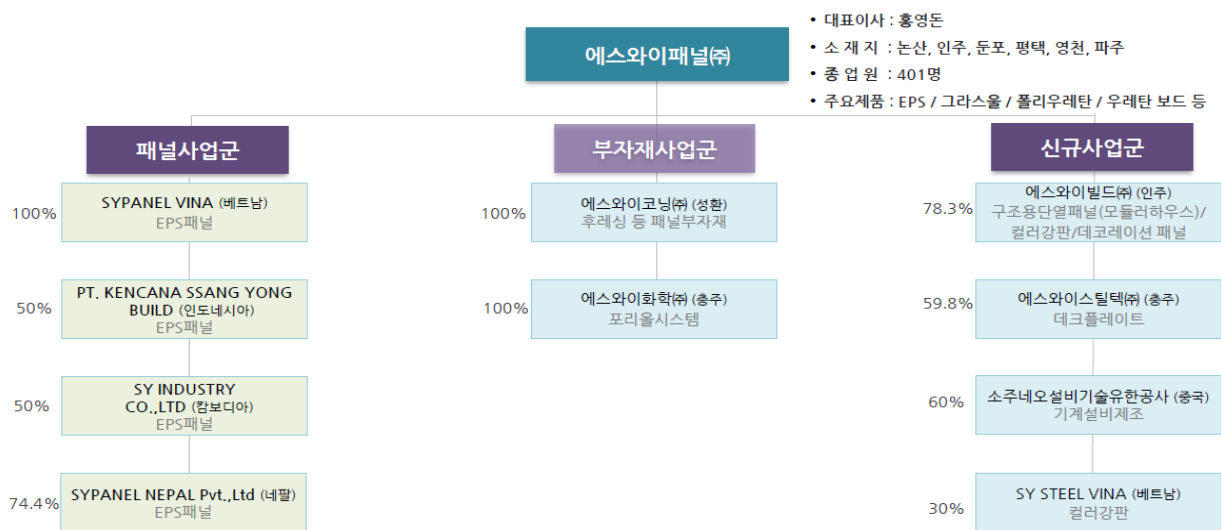 에스와이패널㈜
• 대표이사 : 홍영돈
• 소 재 지 : 논산, 인주, 둔포, 평택, 영천, 파주
• 종 업 원 : 401명
• 주요제품 : EPS / 그라스울 / 폴리우레탄 / 우레탄 보드 등
패널사업군
100%
SYPANEL VINA (베트남)
EPS패널
50%
PT. KENCANA SSANG YONG
BUILD (인도네시아)
EPS패널
50%
SY INDUSTRY
CO.,LTD (캄보디아)
EPS패널
74.4%
SYPANEL NEPAL Pvt.,Ltd (네팔)
EPS패널
부자재사업군
100%
에스와이코닝㈜ (성환)
후레싱 등 패널부자재
100%
에스와이화학㈜ (충주)
포리올시스템
신규사업군
78.3%
에스와이빌드㈜ (인주)
구조용단열패널(모듈러하우스)/
컬러강판/데코레이션 패널
59.8%
에스와이스틸텍㈜ (충주)
데크플레이트
60%
소주네오설비기술유한공사 (중국)
기계설비제조
30%
SY STEEL VINA (베트남)
컬러강판